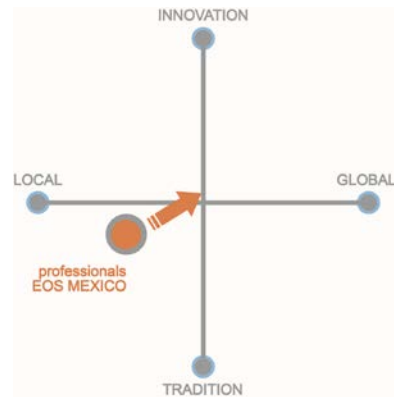 INNOVATION
LOCAL
GLOBAL
professionals
EOS MEXICO
TRADITION